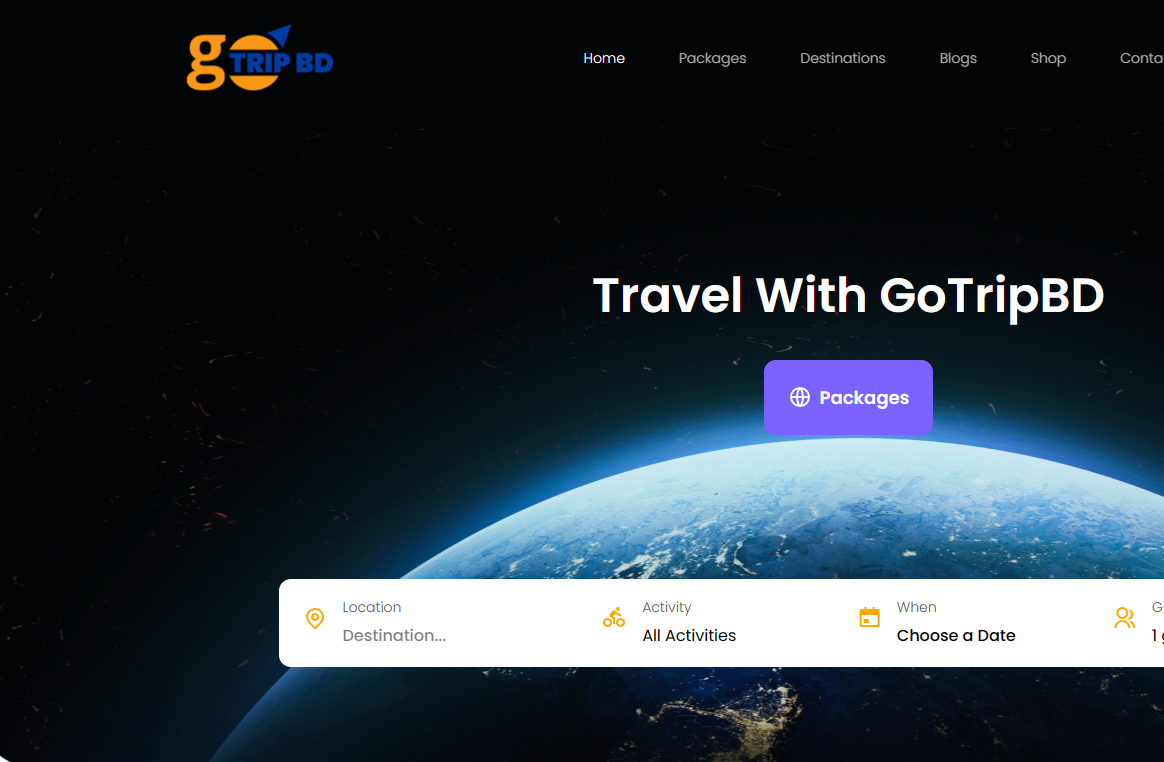 go TRIP BD
Home Packages Destinations Blogs Shop
Travel With GoTripBD
Packages
Location Activity When
Destination... All Activities Choose a Date 1